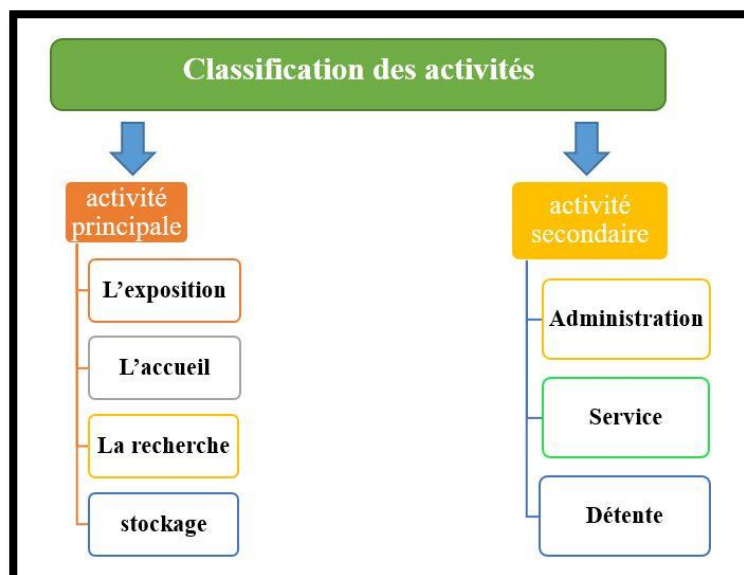 Classification des activités
activité
principale
L’exposition
L’accueil
La recherche
stockage
activité
secondaire
Administration
Service
Détente